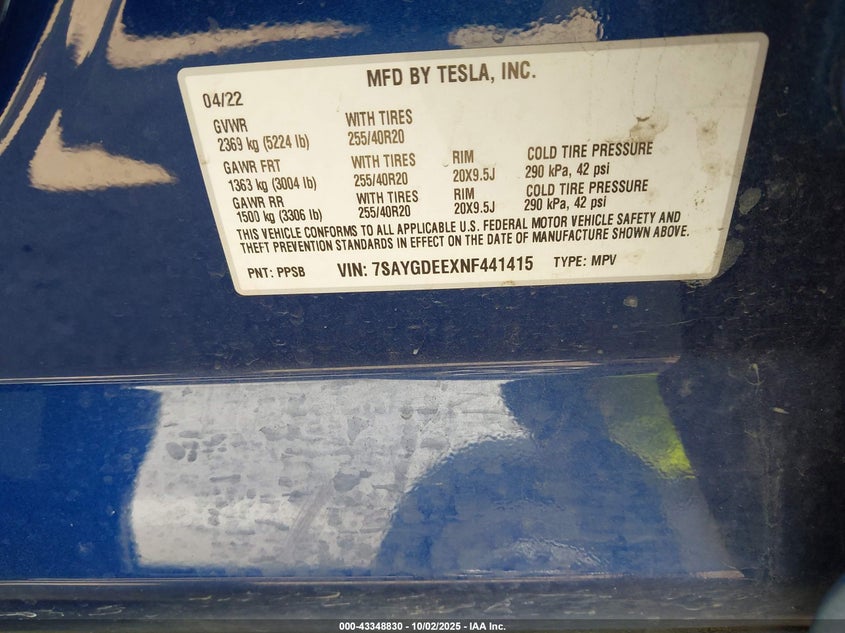 MFD BY TESLA, INC.
04/22
GVWR WITH TIRES
2369 kg (5224 lb) 255/40R20
GAWR FRT WITH TIRES RIM COLD TIRE PRESSURE
1363 kg (3004 lb) 255/40R20 20X9.5J 290 kPa, 42 psi
GAWR RR WITH TIRES RIM COLD TIRE PRESSURE
1500 kg (3306 lb) 255/40R20 20X9.5J 290 kPa, 42 psi
THIS VEHICLE CONFORMS TO ALL APPLICABLE U.S. FEDERAL MOTOR VEHICLE SAFETY AND
THEFT PREVENTION STANDARDS IN EFFECT ON THE DATE OF MANUFACTURE SHOWN ABOVE.
PNT: PPSB VIN: 7SAYGDEEXNF441415 TYPE: MPV
000-43348830 - 10/02/2025 - IAA Inc.